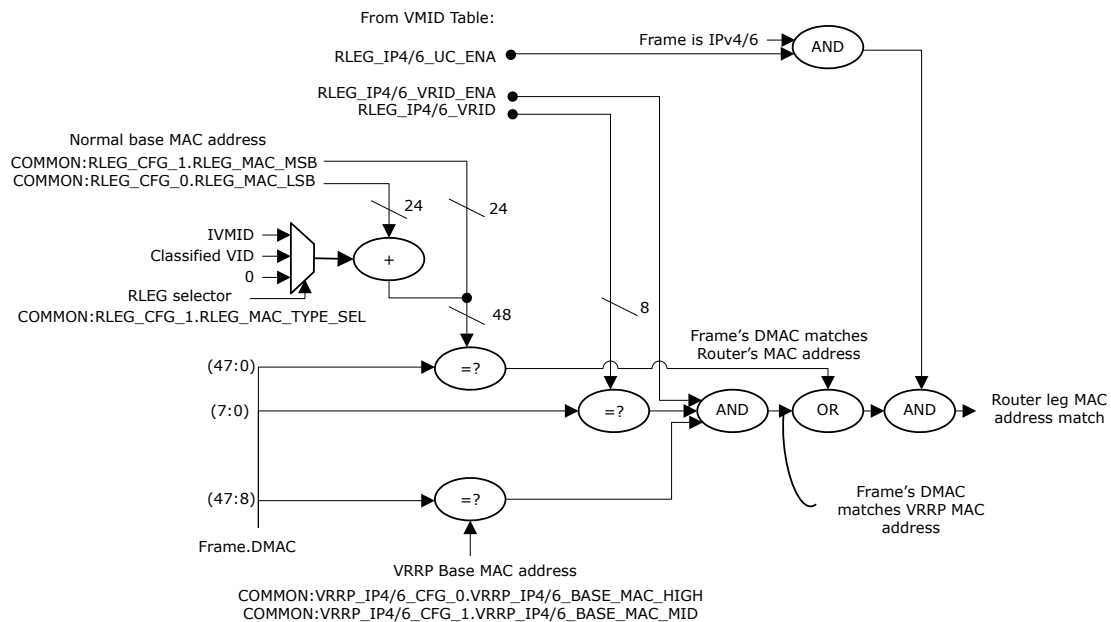 From VMID Table:
Frame is IPv4/6
AND
RLEG_IP4/6_UC_ENA
RLEG_IP4/6_VRID_ENA
RLEG_IP4/6_VRID
Normal base MAC address
COMMON:RLEG_CFG_1.RLEG_MAC_MSB
COMMON:RLEG_CFG_0.RLEG_MAC_LSB
24
24
IVMID
Classified VID
0
+
RLEG selector
COMMON:RLEG_CFG_1.RLEG_MAC_TYPE_SEL
48
8
Frame's DMAC matches
Router's MAC address
(47:0)
=?
(7:0)
=?
AND
OR
AND
Router leg MAC
address match
(47:8)
=?
Frame's DMAC
matches VRRP MAC
address
Frame.DMAC
VRRP Base MAC address
COMMON:VRRP_IP4/6_CFG_0.VRRP_IP4/6_BASE_MAC_HIGH
COMMON:VRRP_IP4/6_CFG_1.VRRP_IP4/6_BASE_MAC_MID